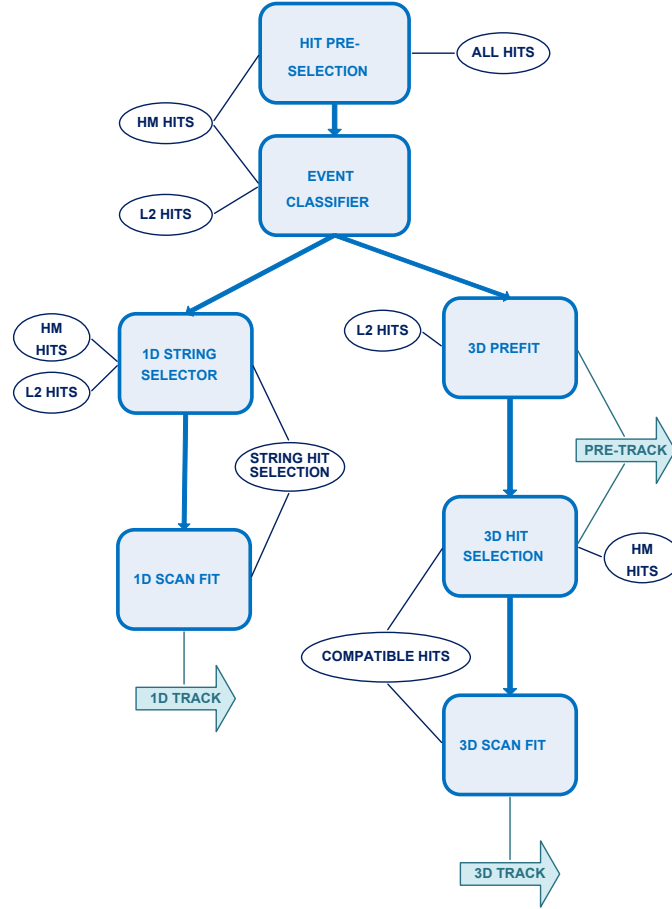 HIT PRE-
SELECTION
ALL HITS
HM HITS
EVENT
CLASSIFIER
L2 HITS
HM
HITS
L2 HITS
1D STRING
SELECTOR
STRING HIT
SELECTION
1D SCAN FIT
1D TRACK
L2 HITS
3D PREFIT
PRE-TRACK
3D HIT
SELECTION
HM
HITS
COMPATIBLE HITS
3D SCAN FIT
3D TRACK